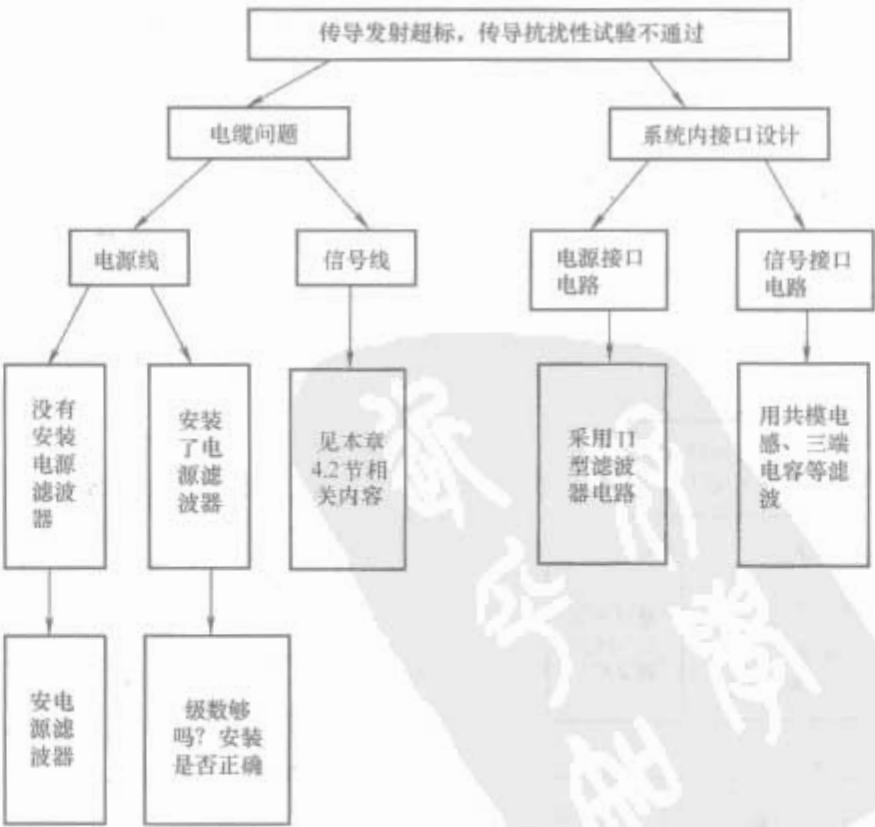 传导发射超标，传导抗扰性试验不通过
电缆问题
系统内接口设计
电源线
信号线
电源接口
电路
信号接口
电路
没有
安装
电源
滤波
器
安装
了电
源滤
波器
见本章
4.2节相
关内容
采用П
型滤波
器电路
用共模电
感、三端
电容等滤
波
安电
源滤
波器
级数够
吗？安装
是否正确